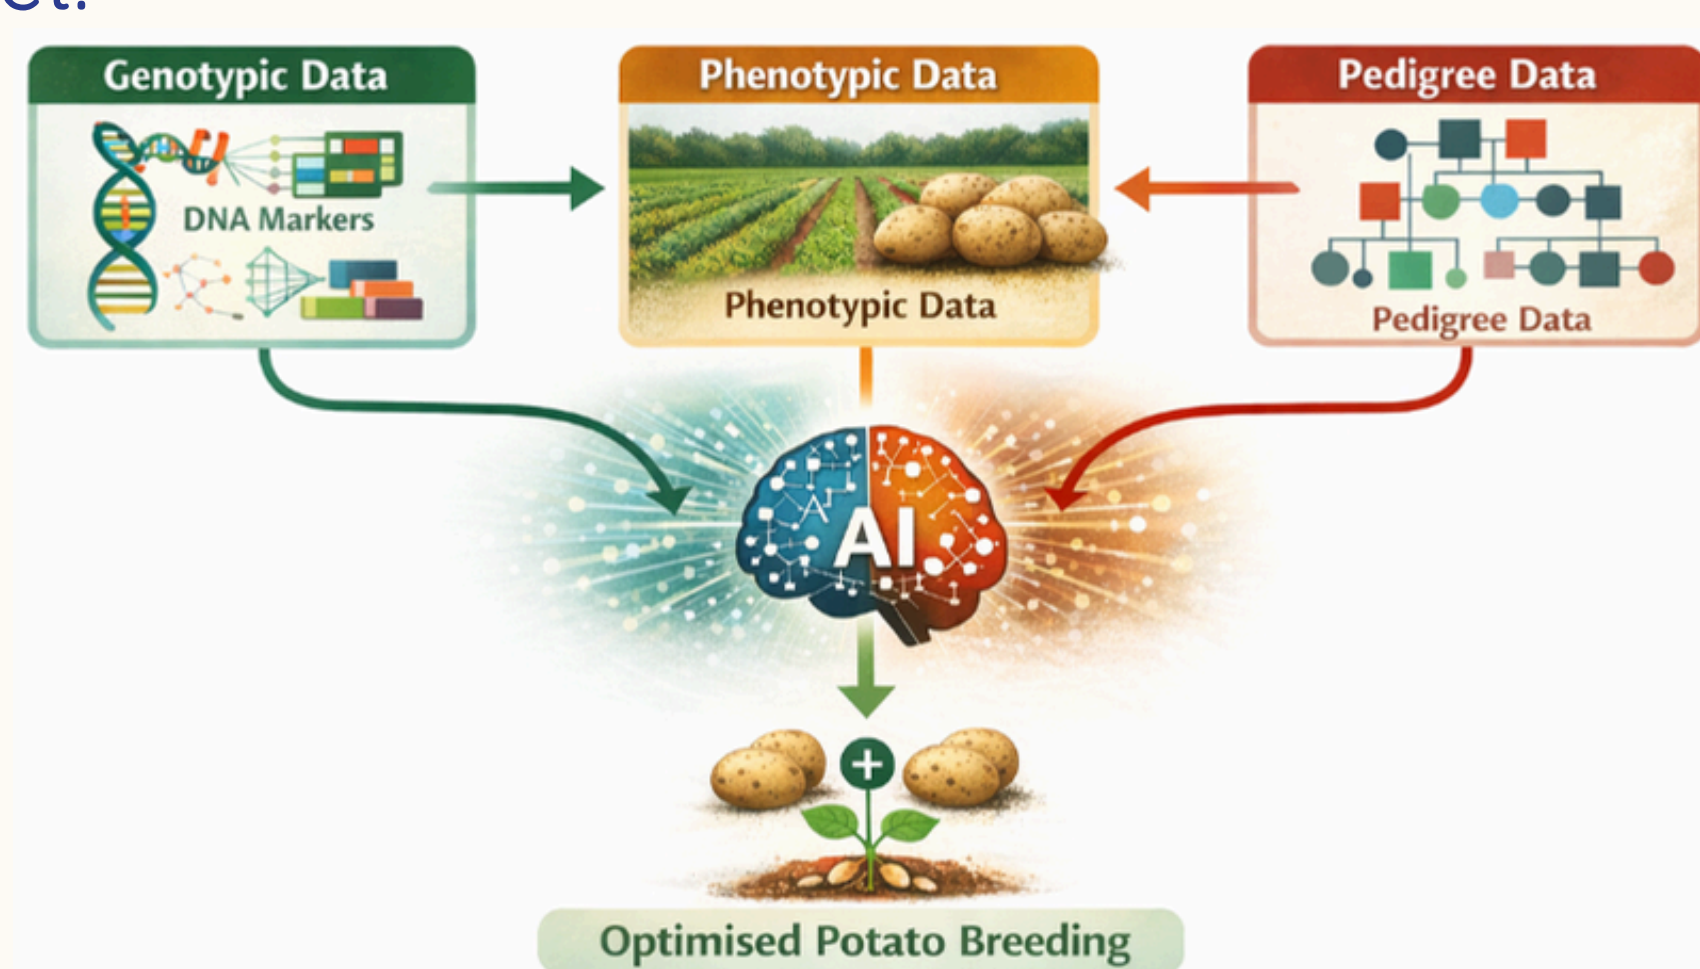 Genotypic Data
DNA Markers
Phenotypic Data
Phenotypic Data
Pedigree Data
Pedigree Data
AI
Optimised Potato Breeding